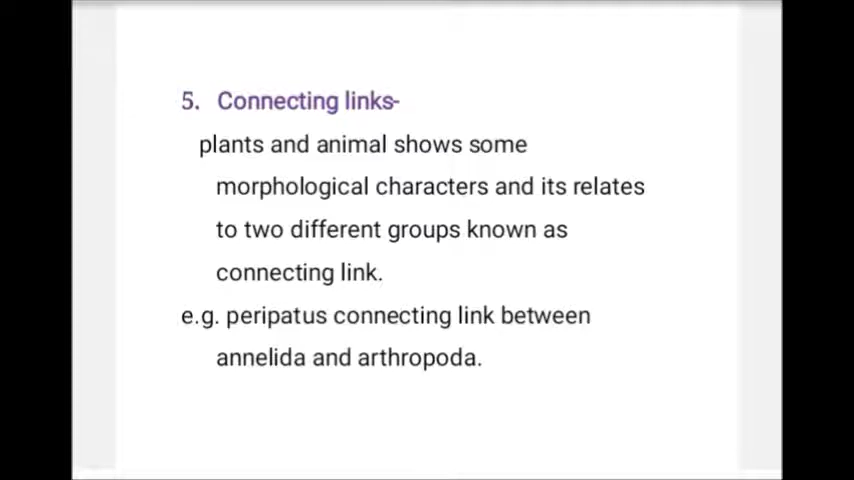 5. Connecting links-
plants and animal shows some
morphological characters and its relates
to two different groups known as
connecting link.
e.g. peripatus connecting link between
annelida and arthropoda.